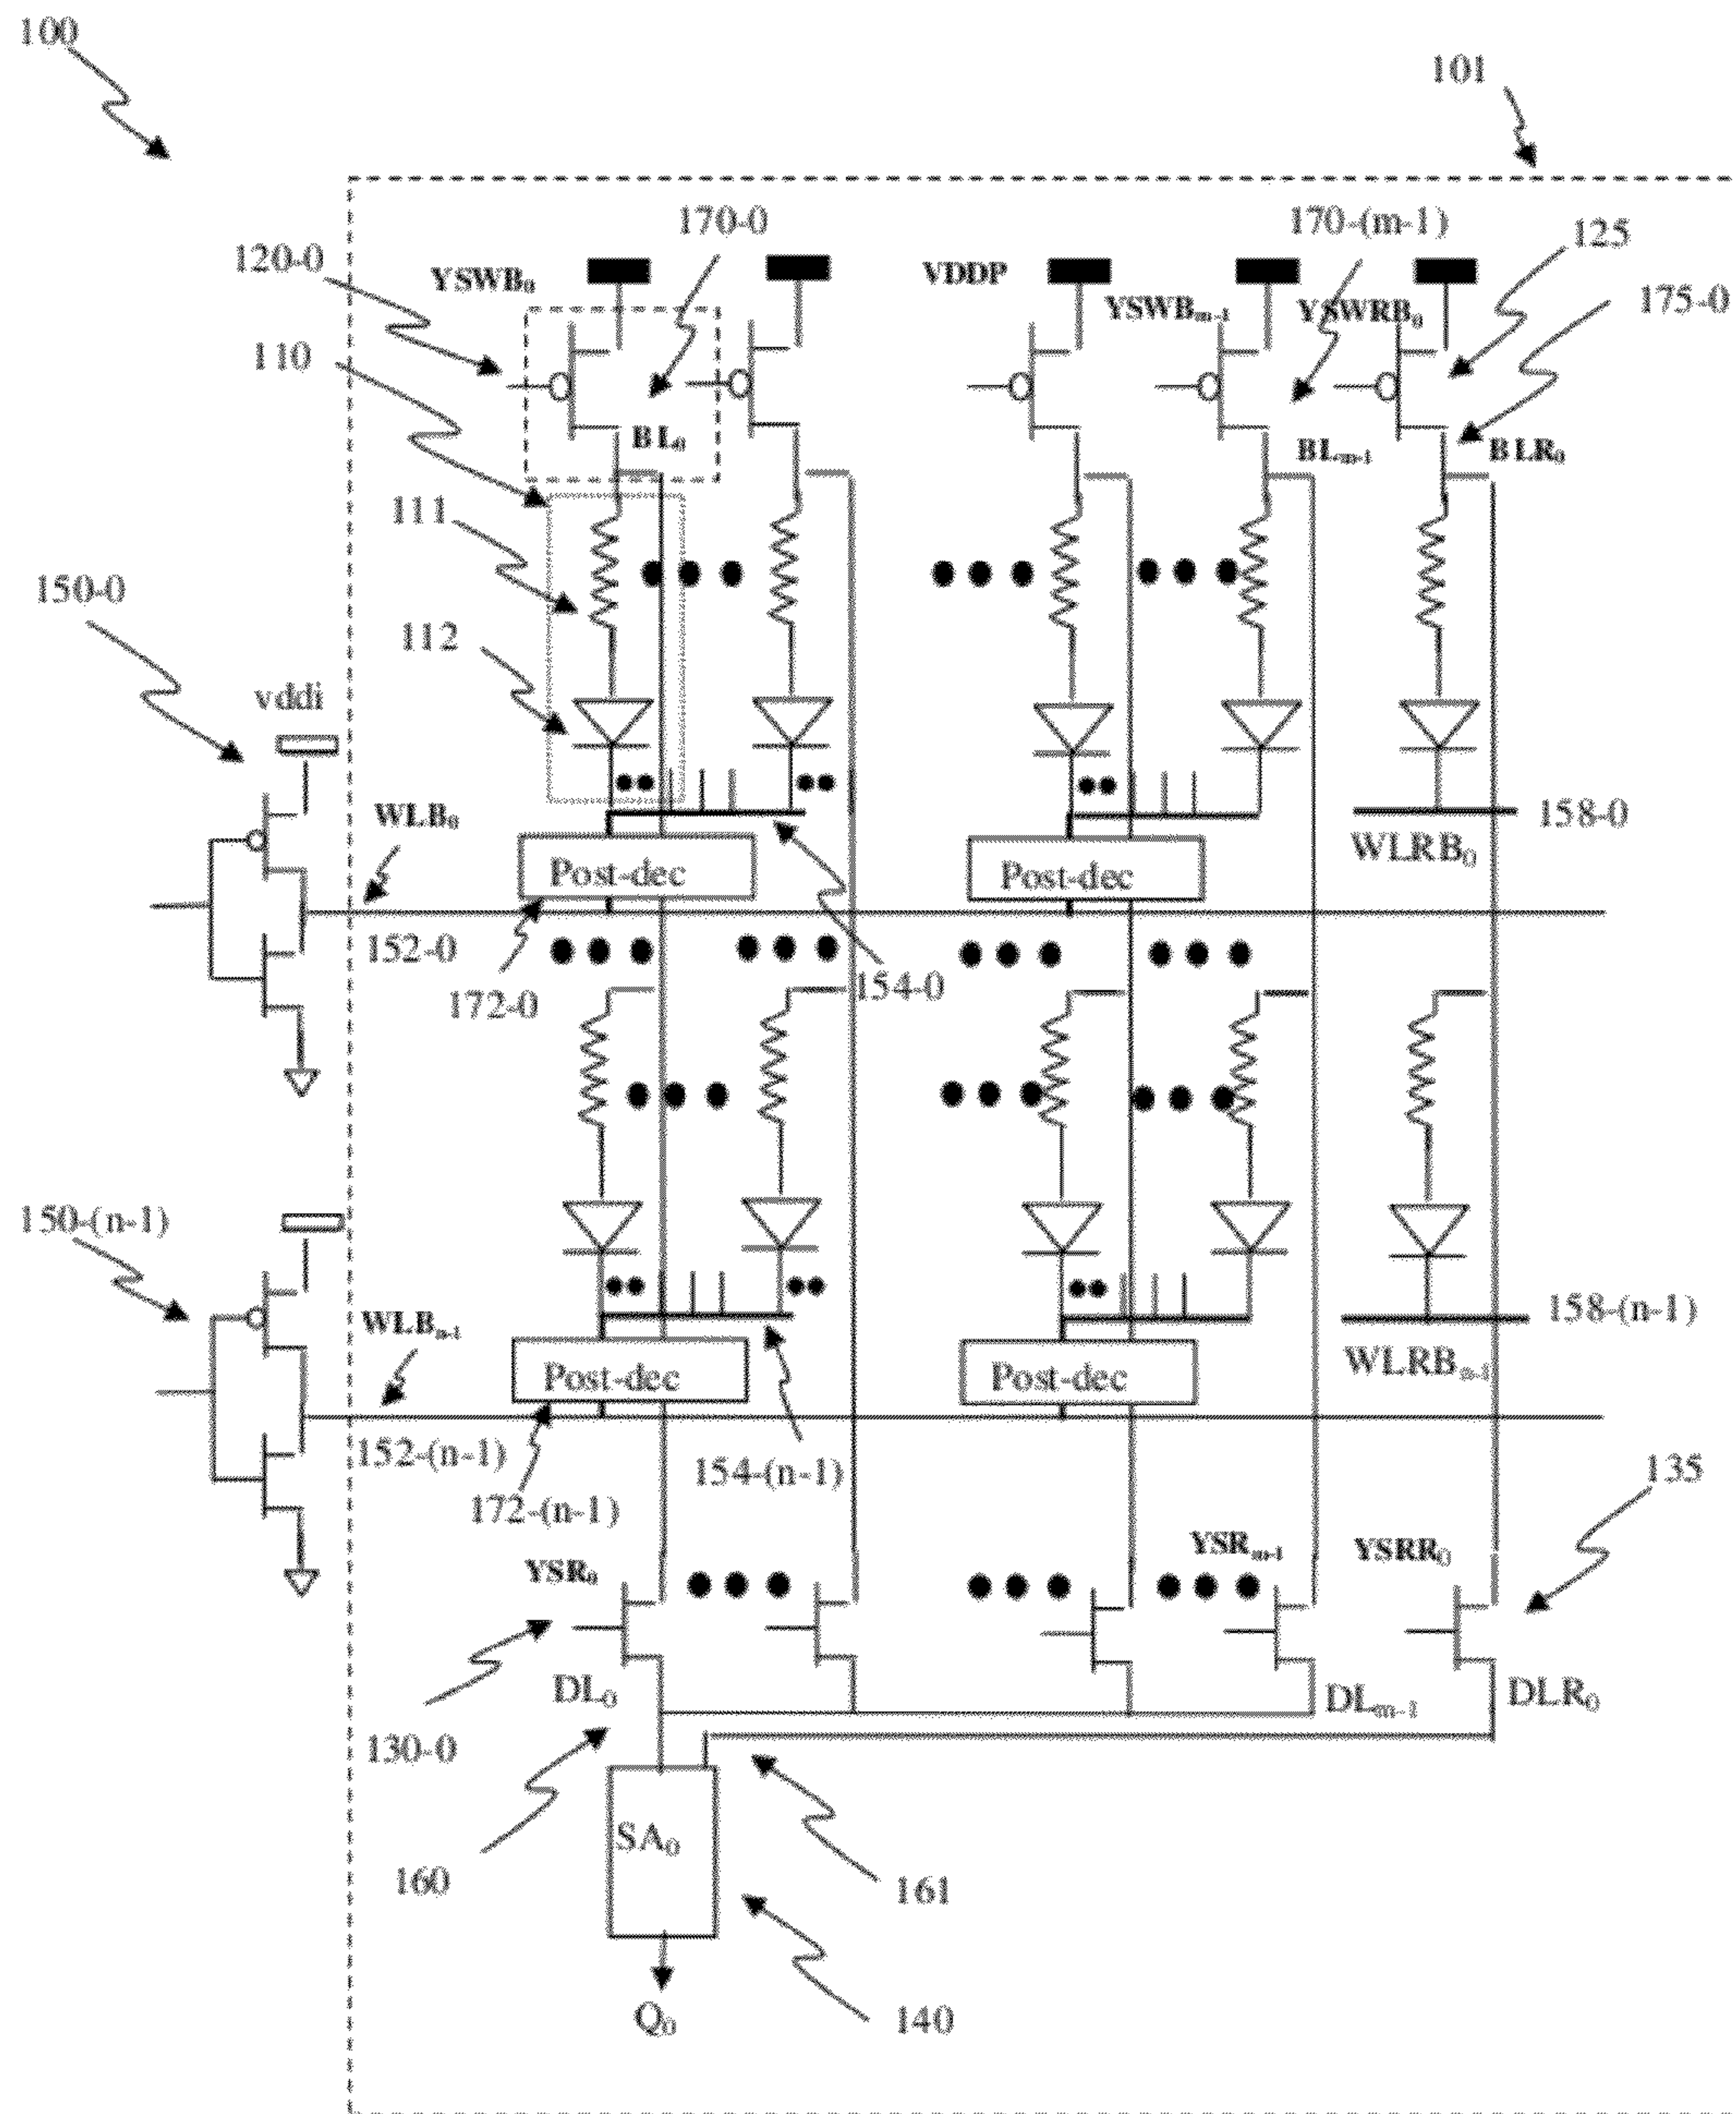 100
101
170-0
170-(m-1)
125
120-0
YSWB₀
VDDP
YSWBₘ₋₁
YSWRB₀
175-0
110
BL₀
BLₘ₋₁
BLR₀
111
150-0
112
vddi
WLB₀
158-0
WLRB₀
Post-dec
Post-dec
152-0
172-0
154-0
150-(n-1)
WLBₙ₋₁
158-(n-1)
WLRBₙ₋₁
Post-dec
Post-dec
152-(n-1)
154-(n-1)
172-(n-1)
135
YSR₀
YSRₘ₋₁
YSRR₀
DL₀
DLₘ₋₁
DLR₀
130-0
SA₀
160
161
Q₀
140